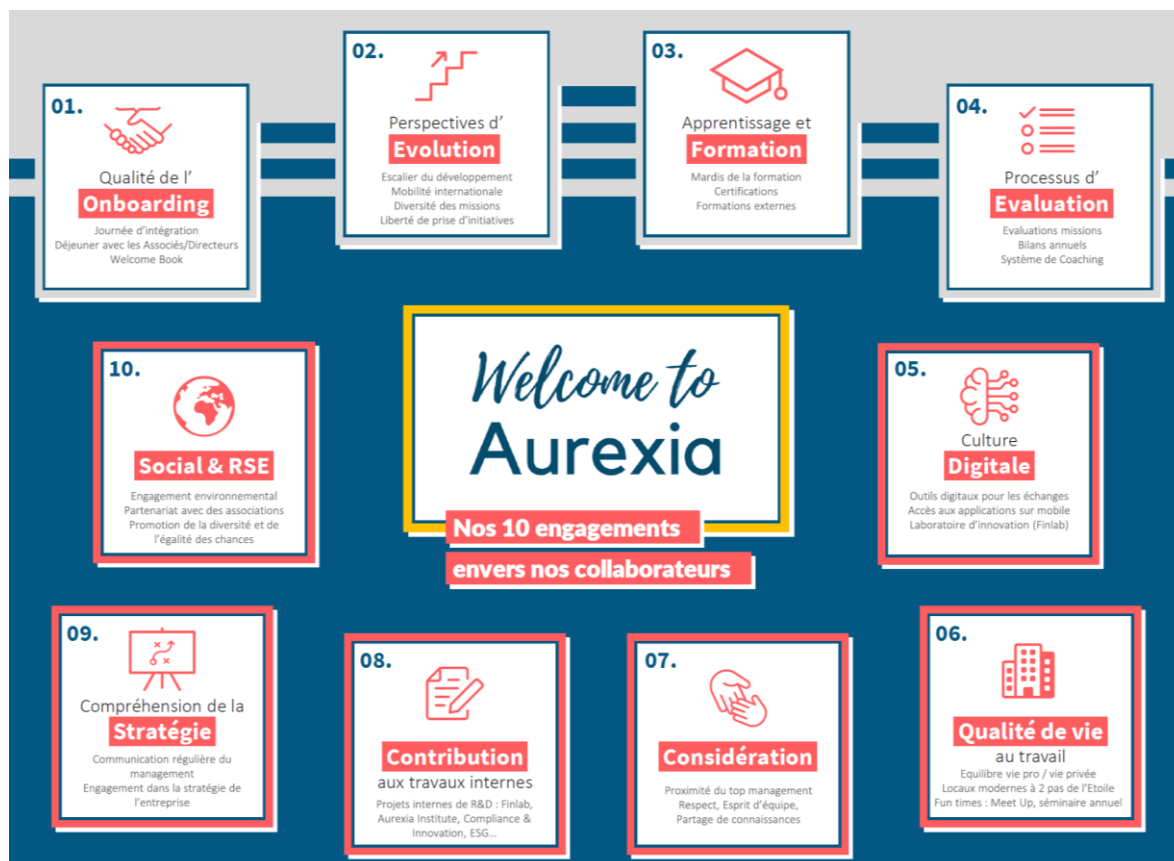 01.
Qualité de l'
Onboarding
Journée d'intégration
Déjeuner avec les Associés/Directeurs
Welcome Book
02.
Perspectives d'
Evolution
Escalier du développement
Mobilité internationale
Diversité des missions
Liberté de prise d'initiatives
03.
Apprentissage et
Formation
Mardis de la formation
Certifications
Formations externes
04.
Processus d'
Evaluation
Evaluations missions
Bilans annuels
Système de Coaching
Welcome to
Aurexia
Nos 10 engagements
envers nos collaborateurs
05.
Culture
Digitale
Outils digitaux pour les échanges
Accès aux applications sur mobile
Laboratoire d'innovation (Finlab)
06.
Qualité de vie
au travail
Equilibre vie pro / vie privée
Locaux modernes à 2 pas de l'Etoile
Fun times : Meet Up, séminaire annuel
07.
Considération
Proximité du top management
Respect, Esprit d'équipe,
Partage de connaissances
08.
Contribution
aux travaux internes
Projets internes de R&D : Finlab,
Aurexia Institute, Compliance &
Innovation, ESG...
09.
Compréhension de la
Stratégie
Communication régulière du
management
Engagement dans la stratégie de
l'entreprise
10.
Social & RSE
Engagement environnemental
Partenariat avec des associations
Promotion de la diversité et de
l'égalité des chances